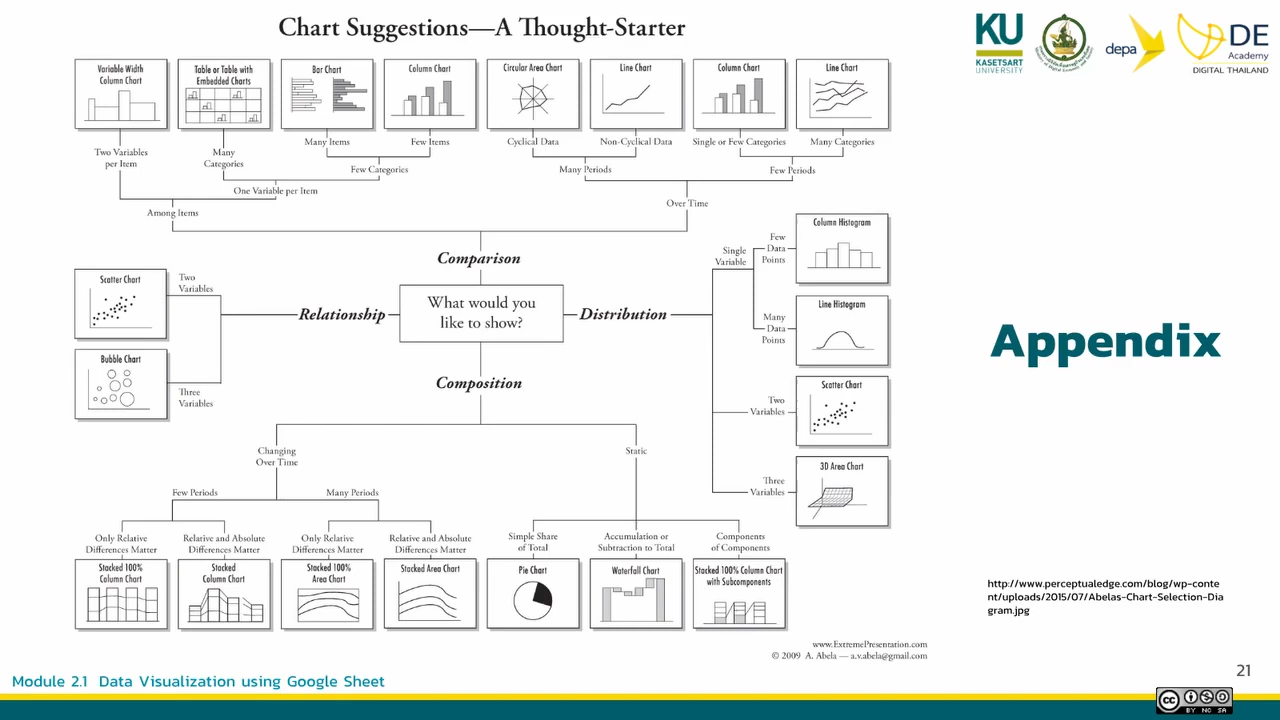 Chart Suggestions—A Thought-Starter
KU
KASETSART
UNIVERSITY
depa
DE
Academy
DIGITAL THAILAND
Variable Width
Column Chart
Table or Table with
Embedded Charts
Bar Chart
Column Chart
Circular Area Chart
Line Chart
Column Chart
Line Chart
Two Variables
per Item
Many
Categories
Many Items
Few Items
Cyclical Data
Non-Cyclical Data
Single or Few Categories
Many Categories
Few Categories
Many Periods
Few Periods
One Variable per Item
Among Items
Over Time
Comparison
What would you
like to show?
Relationship
Two
Variables
Scatter Chart
Three
Variables
Bubble Chart
Distribution
Single
Variable
Few
Data
Points
Column Histogram
Many
Data
Points
Line Histogram
Two
Variables
Scatter Chart
Three
Variables
3D Area Chart
Composition
Changing
Over Time
Static
Few Periods
Many Periods
Only Relative
Differences Matter
Relative and Absolute
Differences Matter
Only Relative
Differences Matter
Relative and Absolute
Differences Matter
Simple Share
of Total
Accumulation or
Subtraction to Total
Components
of Components
Stacked 100%
Column Chart
Stacked
Column Chart
Stacked 100%
Area Chart
Stacked Area Chart
Pie Chart
Waterfall Chart
Stacked 100% Column Chart
with Subcomponents
www.ExtremePresentation.com
© 2009 A. Abela — a.v.abela@gmail.com
Appendix
http://www.perceptualedge.com/blog/wp-conte
nt/uploads/2015/07/Abelas-Chart-Selection-Dia
gram.jpg
21
Module 2.1 Data Visualization using Google Sheet
cc
BY NC SA